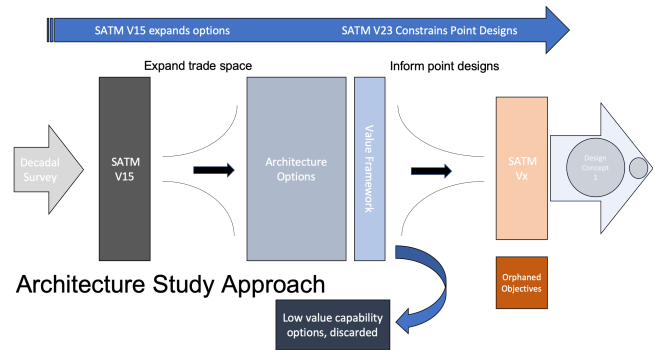 SATM V15 expands options
SATM V23 Constrains Point Designs
Expand trade space
Inform point designs
Decadal
Survey
SATM
V15
Architecture
Options
Value Framework
SATM
Vx
Design
Concept
1
Architecture Study Approach
Orphaned
Objectives
Low value capability
options, discarded